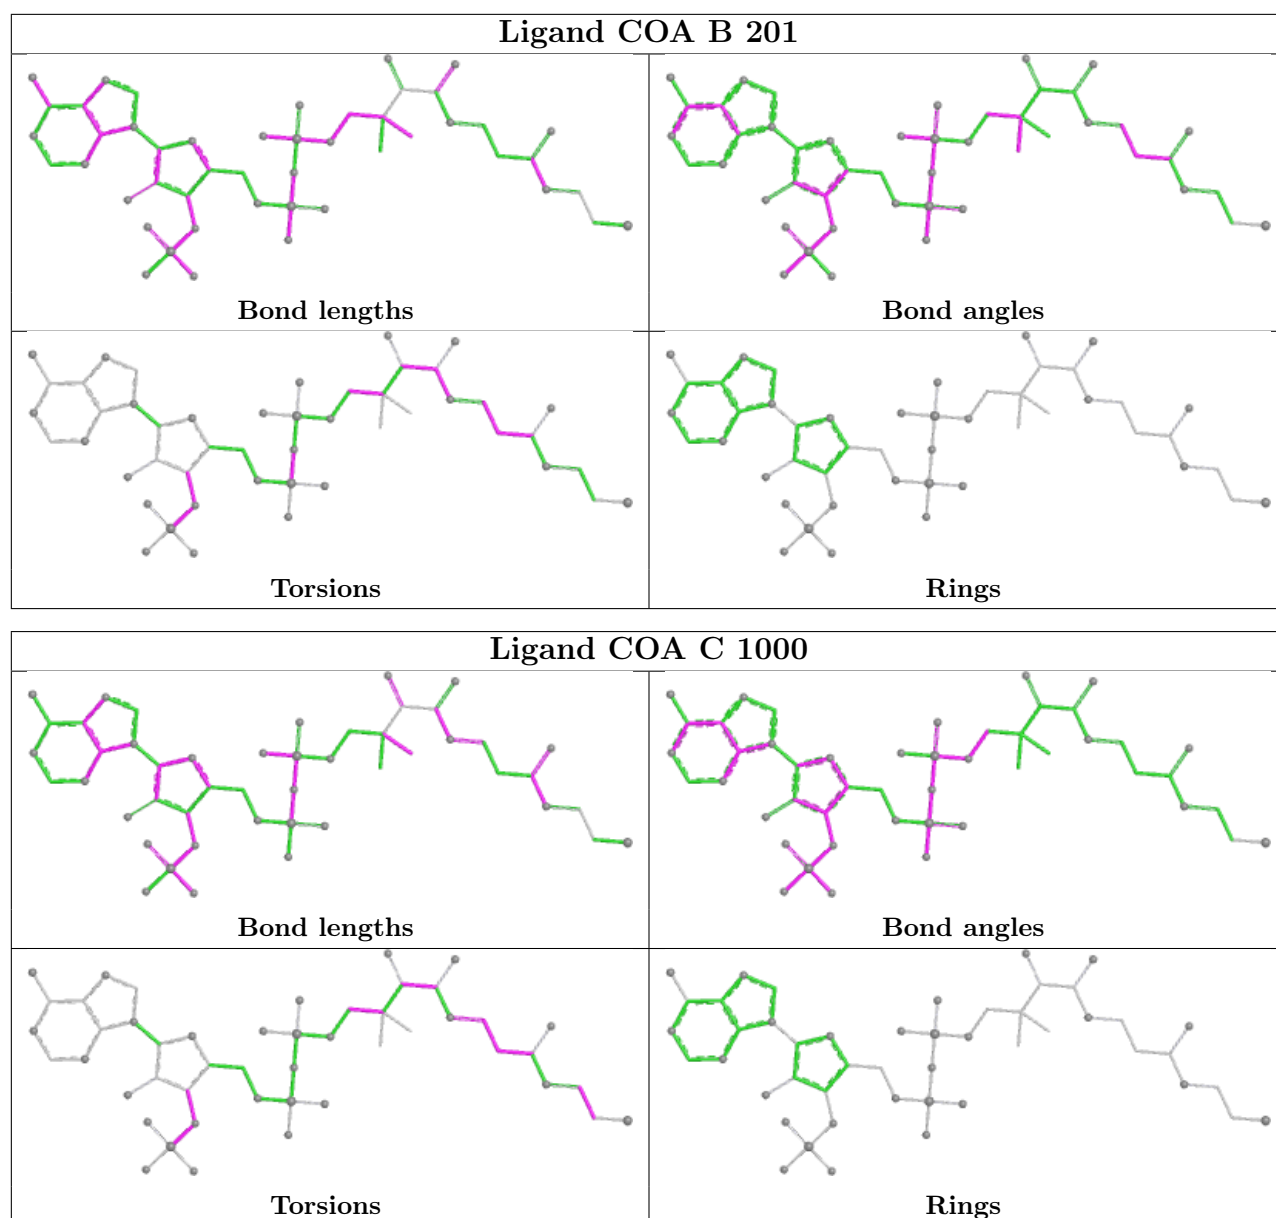 Ligand COA B 201
Bond lengths
Bond angles
Torsions
Rings
Ligand COA C 1000
Bond lengths
Bond angles
Torsions
Rings